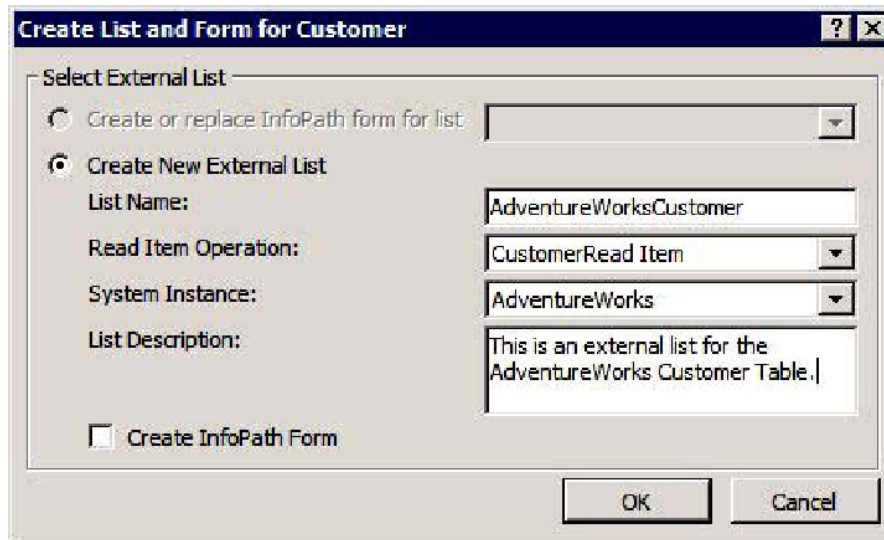 Create List and Form for Customer
Select External List
Create or replace InfoPath form for list
Create New External List
List Name:
AdventureWorksCustomer
Read Item Operation:
CustomerRead Item
System Instance:
AdventureWorks
List Description:
This is an external list for the
AdventureWorks Customer Table.
Create InfoPath Form
OK
Cancel